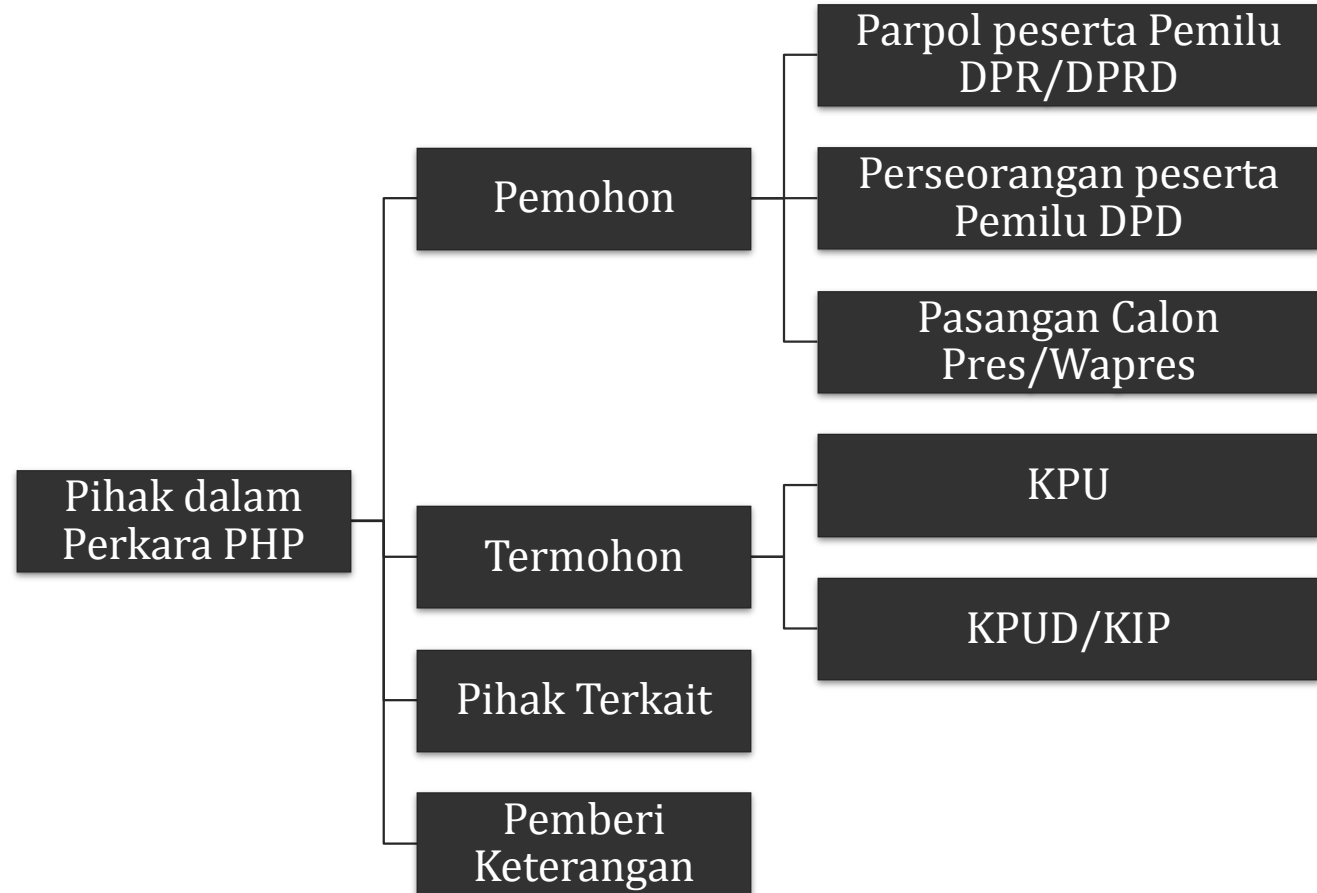 Pihak dalam
Perkara PHP
Pemohon
Parpol peserta Pemilu
DPR/DPRD
Perseorangan peserta
Pemilu DPD
Pasangan Calon
Pres/Wapres
Termohon
KPU
KPUD/KIP
Pihak Terkait
Pemberi
Keterangan